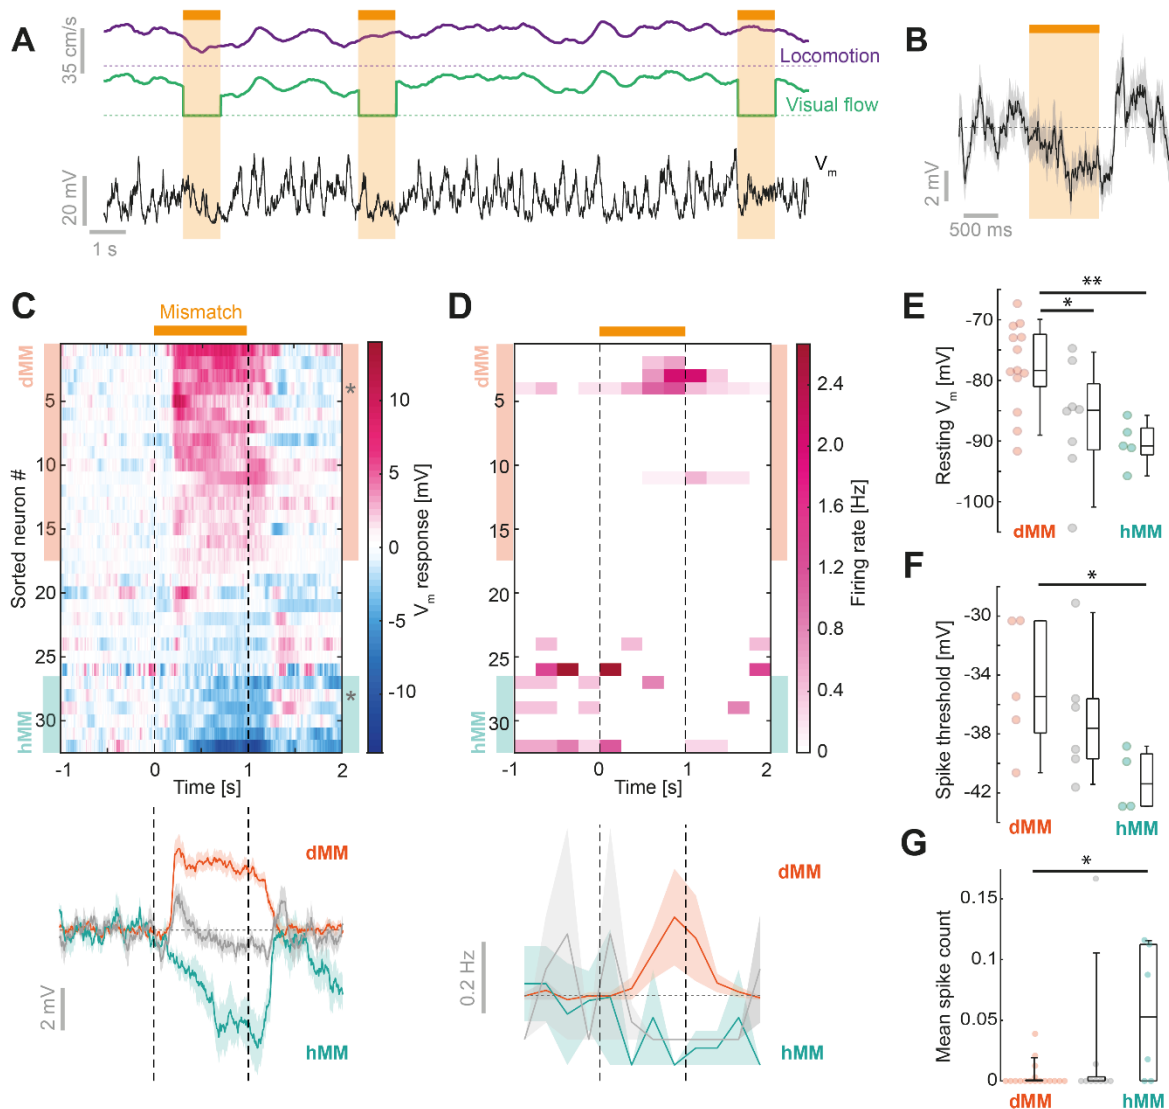 A
35 cm/s
Locomotion
Visual flow
20 mV
Vm
1 s
B
2 mV
500 ms
C
Mismatch
dMM
hMM
Sorted neuron #
5
10
15
20
25
30
*
*
-1
0
1
2
Time [s]
10
5
0
-5
-10
Vm response [mV]
dMM
hMM
2 mV
D
dMM
hMM
5
10
15
20
25
30
-1
0
1
2
Time [s]
2.4
2.0
1.6
1.2
0.8
0.4
0
Firing rate [Hz]
dMM
hMM
0.2 Hz
E
**
*
-70
-80
-90
-100
Resting Vm [mV]
dMM
hMM
F
*
-30
-34
-38
-42
Spike threshold [mV]
dMM
hMM
G
*
0.15
0.1
0.05
0
Mean spike count
dMM
hMM